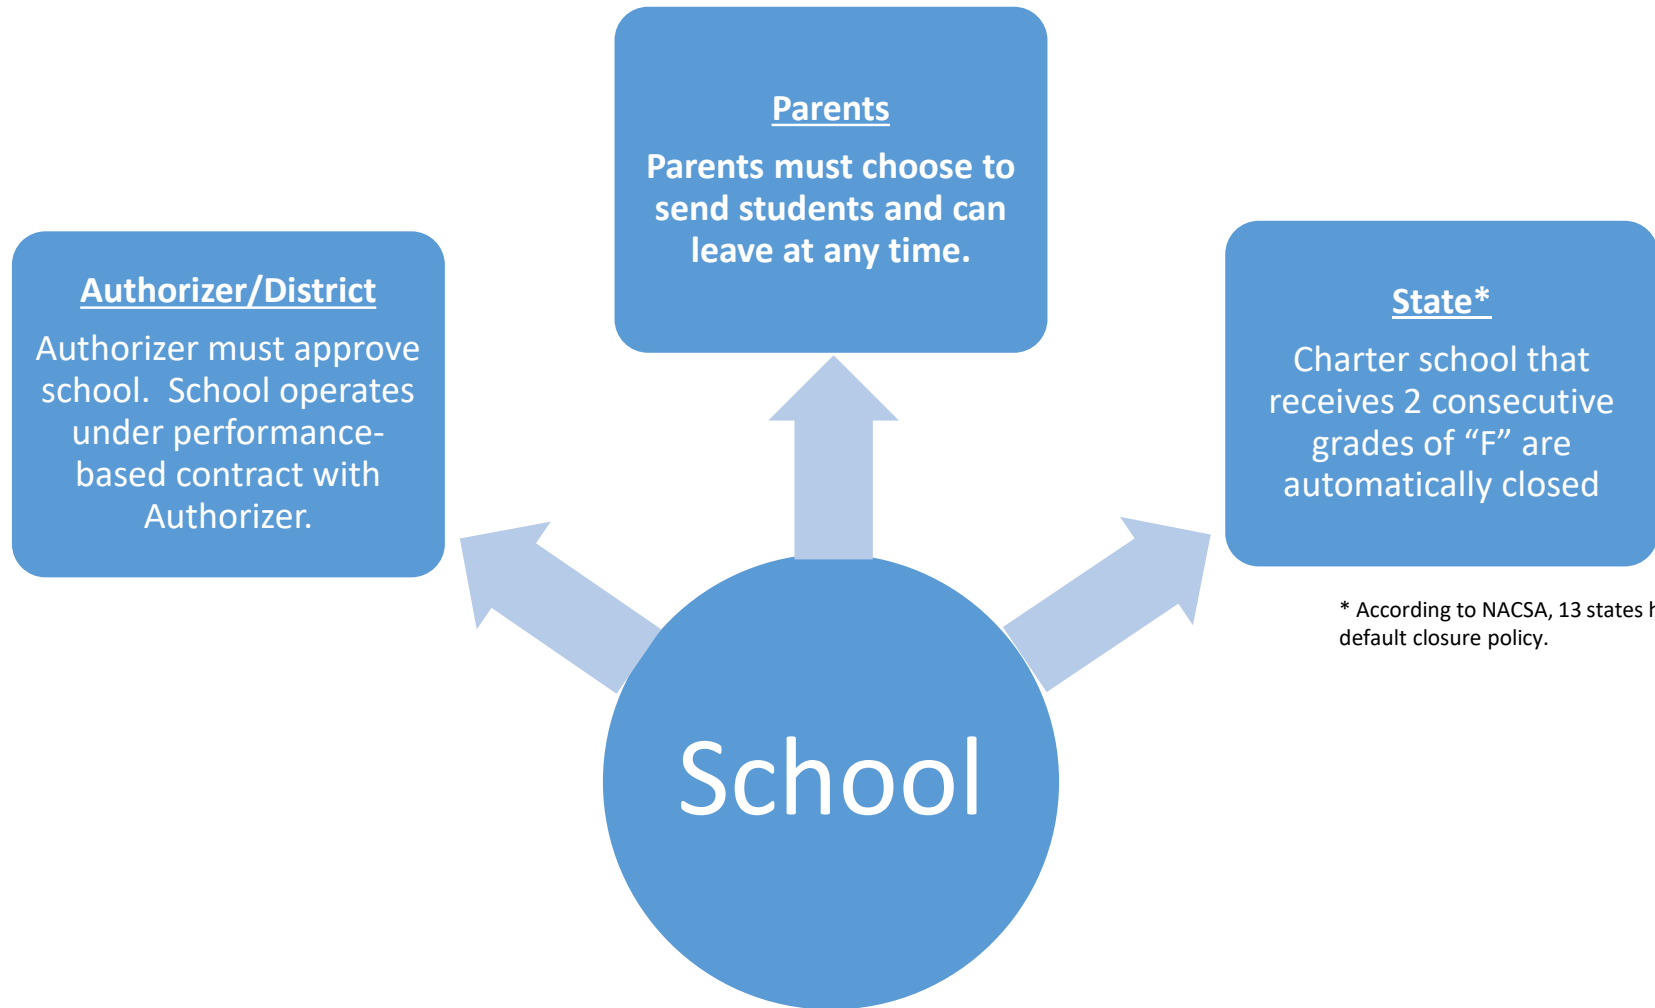 Parents
Parents must choose to
send students and can
leave at any time.
Authorizer/District
Authorizer must approve
school.  School operates
under performance-
based contract with
Authorizer.
State*
Charter school that
receives 2 consecutive
grades of “F” are
automatically closed
* According to NACSA, 13 states
default closure policy.
School